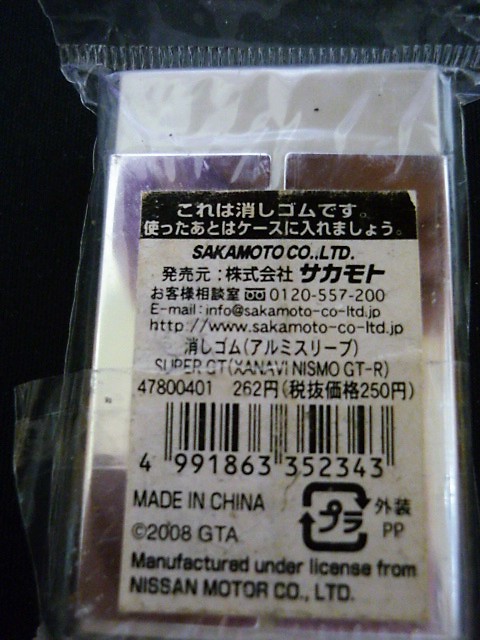 これは消しゴムです。
使ったあとはケースに入れましょう。
SAKAMOTO CO.,LTD.
発売元：株式会社 サカモト
お客様相談室 0120-557-200
E-mail：info@sakamoto-co-ltd.jp
http://www.sakamoto-co-ltd.jp
消しゴム（アルミスリーブ）
SUPER GT(XANAVI NISMO GT-R)
47800401 262円（税抜価格250円）
4 991863 352343
MADE IN CHINA
©2008 GTA
プラ
外装
PP
Manufactured under license from
NISSAN MOTOR CO., LTD.